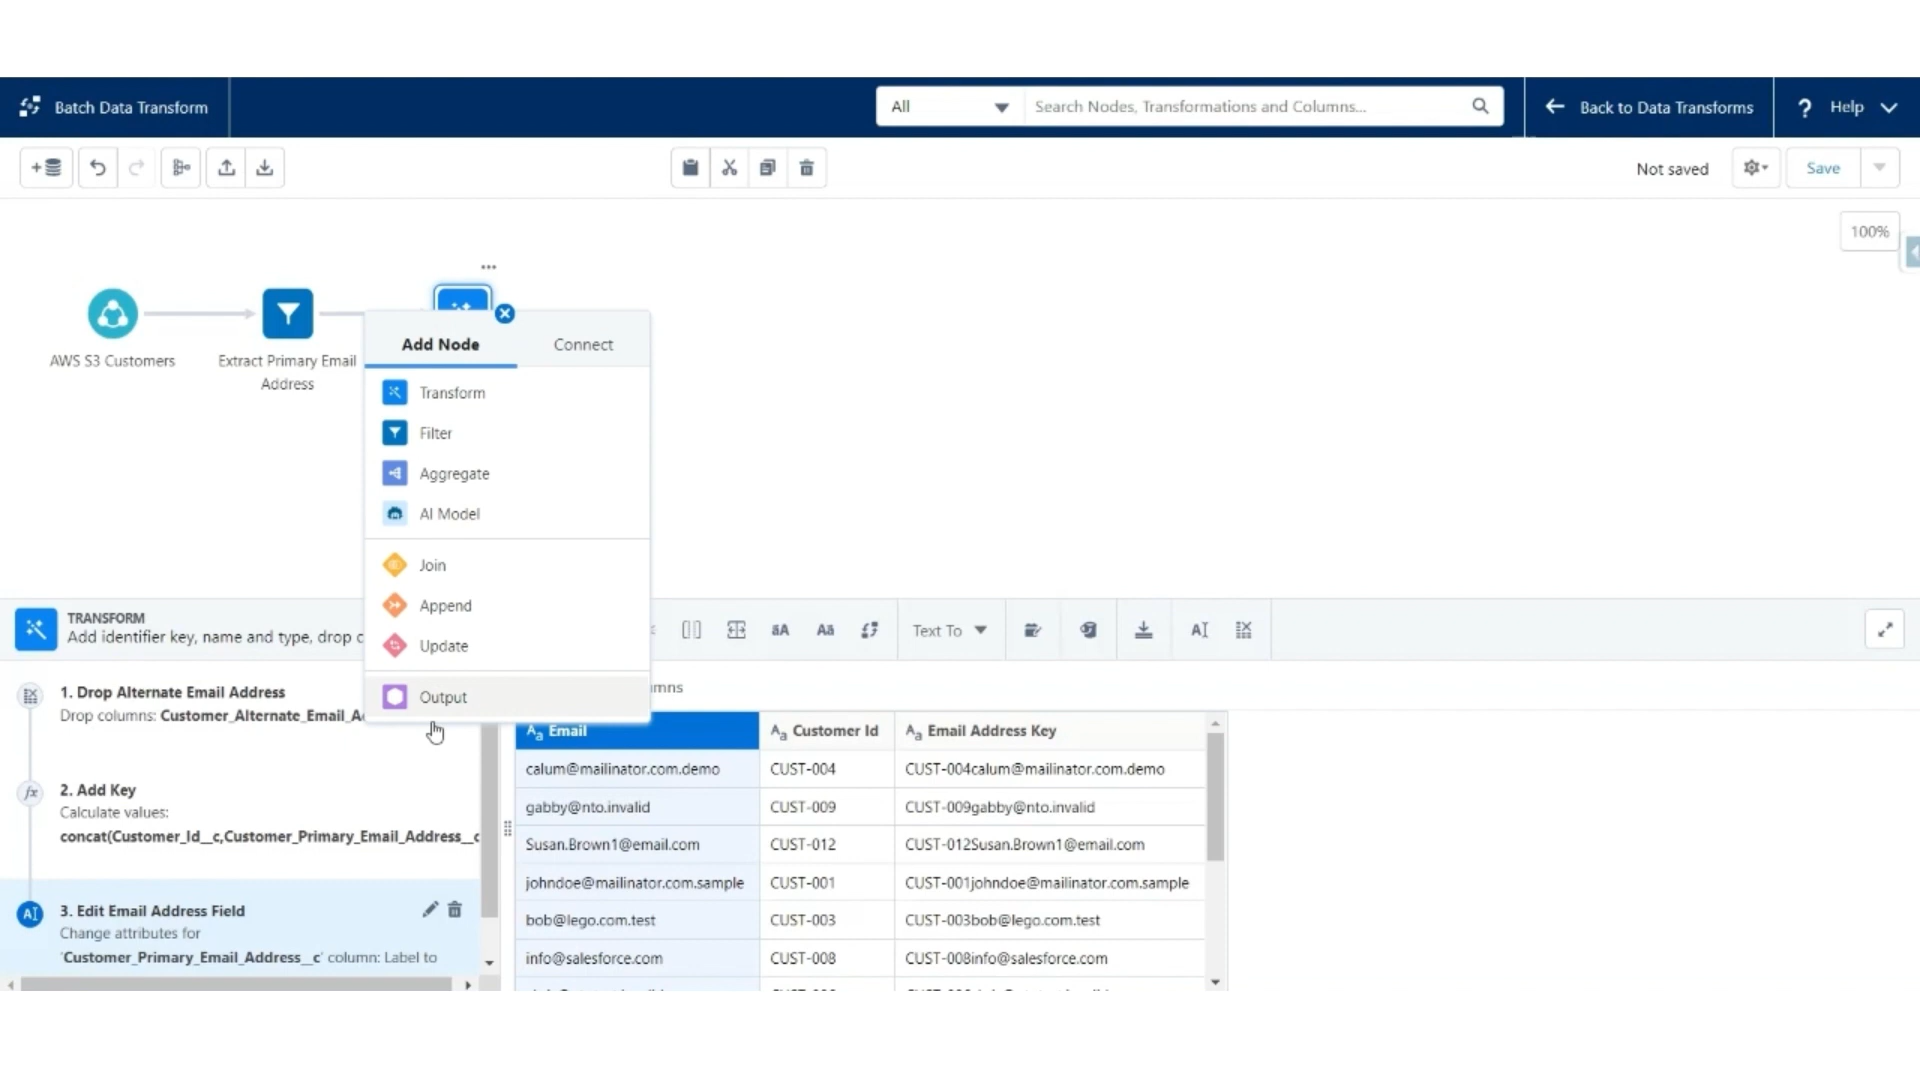 Batch Data Transform
All
Search Nodes, Transformations and Columns...
Back to Data Transforms
? Help
Not saved
Save
100%
AWS S3 Customers
Extract Primary Email
Address
Add Node
Connect
Transform
Filter
Aggregate
AI Model
Join
Append
Update
Output
TRANSFORM
Add identifier key, name and type, drop c
Text To
1. Drop Alternate Email Address
Drop columns: Customer_Alternate_Email_A
2. Add Key
Calculate values:
concat(Customer_Id__c,Customer_Primary_Email_Address__c
3. Edit Email Address Field
Change attributes for
'Customer_Primary_Email_Address__c' column: Label to
mns
Email Customer Id Email Address Key
calum@mailinator.com.demo CUST-004 CUST-004calum@mailinator.com.demo
gabby@nto.invalid CUST-009 CUST-009gabby@nto.invalid
Susan.Brown1@email.com CUST-012 CUST-012Susan.Brown1@email.com
johndoe@mailinator.com.sample CUST-001 CUST-001johndoe@mailinator.com.sample
bob@lego.com.test CUST-003 CUST-003bob@lego.com.test
info@salesforce.com CUST-008 CUST-008info@salesforce.com